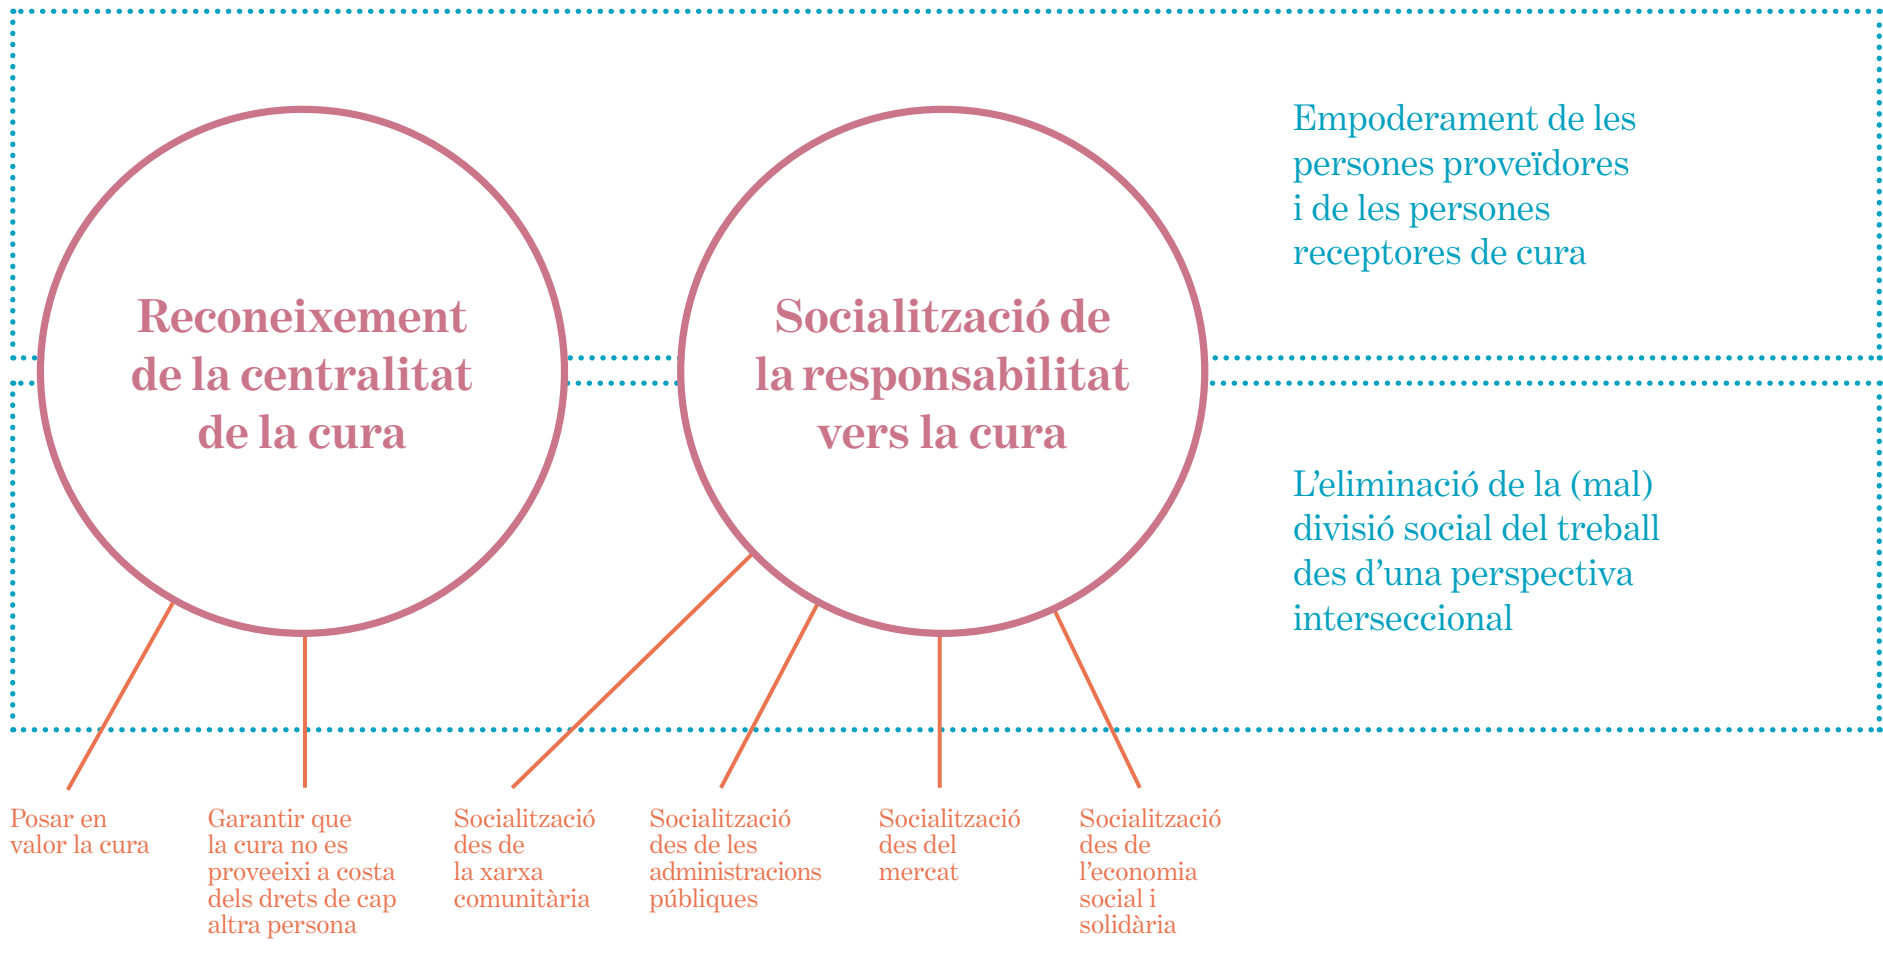 Reconeixement
de la centralitat
de la cura
Socialització de
la responsabilitat
vers la cura
Empoderament de les
persones proveïdores
i de les persones
receptores de cura
L’eliminació de la (mal)
divisió social del treball
des d’una perspectiva
interseccional
Posar en
valor la cura
Garantir que
la cura no es
proveeixi a costa
dels drets de cap
altra persona
Socialització
des de
la xarxa
comunitària
Socialització
des de les
administracions
públiques
Socialització
des del
mercat
Socialització
des de
l’economia
social i
solidària